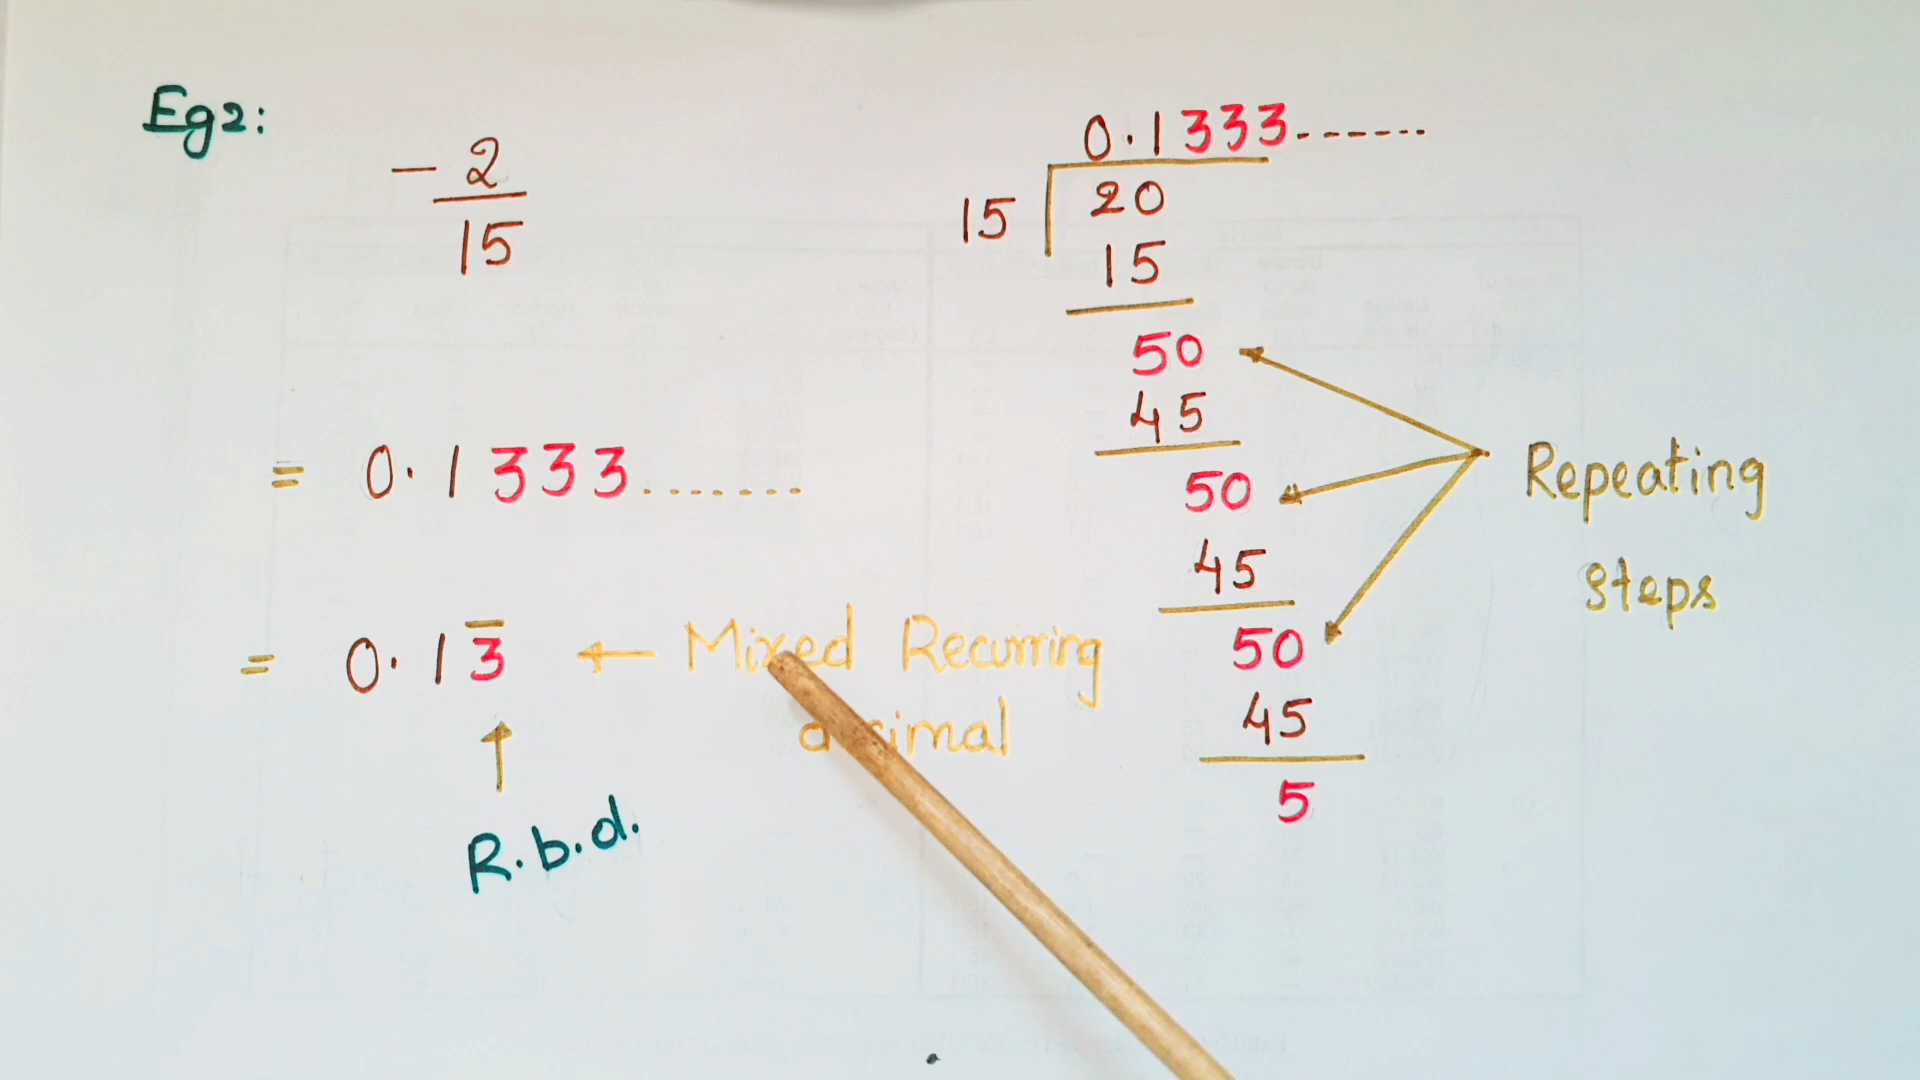 Eg2:
- 2
15
= 0.1333........
= 0.13̅ ← Mixed Recurring
decimal
↑
R.b.d.
0.1333------
15 20
15
50
45
50
45
50
45
5
Repeating
steps